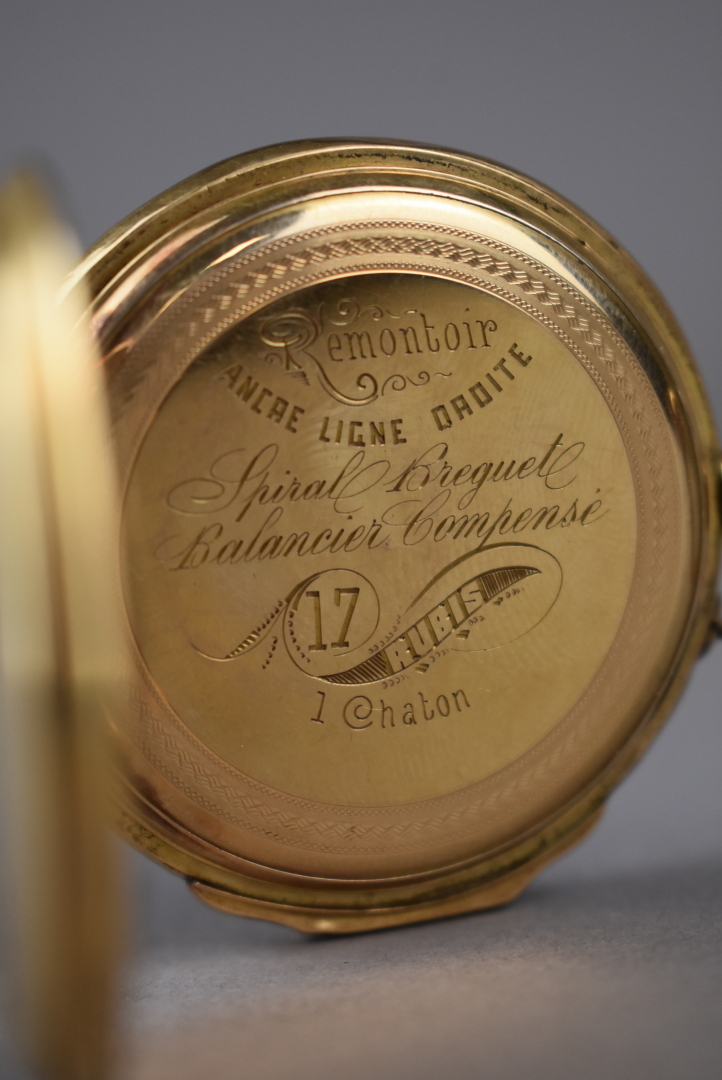 Remontoir
ANCRE LIGNE DROITE
Spiral Breguet
Balancier Compensé
17 RUBIS
1 Chaton